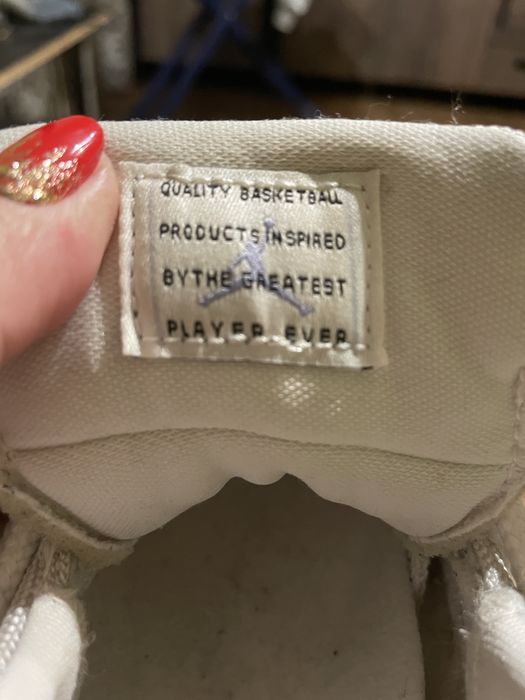 QUALITY BASKETBALL
PRODUCTS INSPIRED
BY THE GREATEST
PLAYER EVER